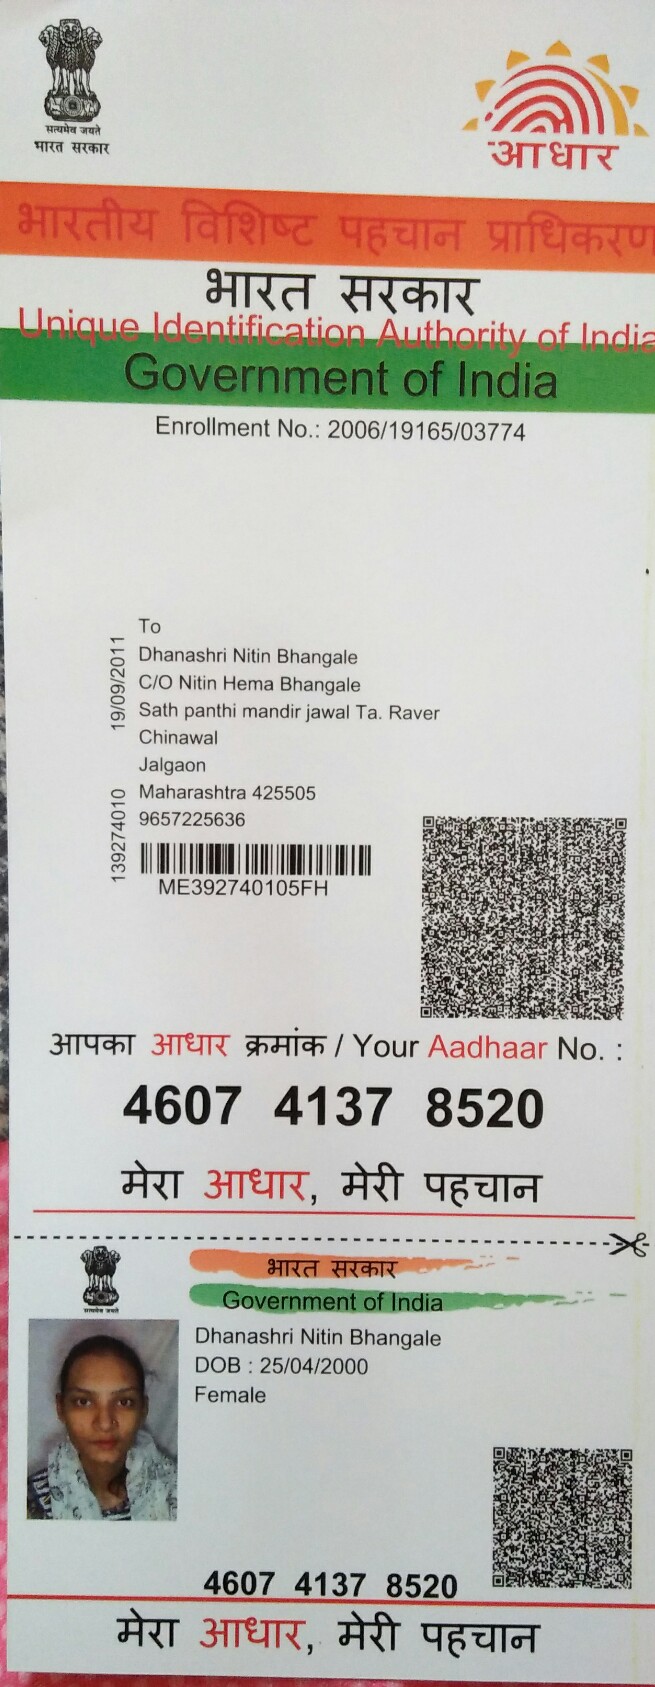 सत्यमेव जयते
भारत सरकार
आधार
भारतीय विशिष्ट पहचान प्राधिकरण
भारत सरकार
Unique Identification Authority of India
Government of India
Enrollment No.: 2006/19165/03774
To
Dhanashri Nitin Bhangale
C/O Nitin Hema Bhangale
Sath panthi mandir jawal Ta. Raver
Chinawal
Jalgaon
Maharashtra 425505
9657225636
19/09/2011
139274010
ME392740105FH
आपका आधार क्रमांक / Your Aadhaar No. :
4607 4137 8520
मेरा आधार, मेरी पहचान
सत्यमेव जयते
भारत सरकार
Government of India
Dhanashri Nitin Bhangale
DOB : 25/04/2000
Female
4607 4137 8520
मेरा आधार, मेरी पहचान